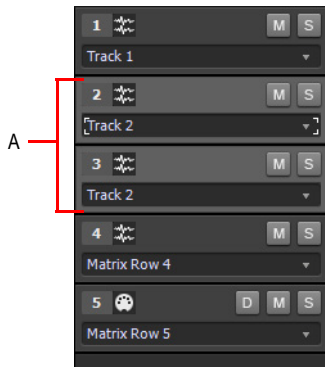 1 M S
Track 1
2 M S
Track 2
A
3 M S
Track 2
4 M S
Matrix Row 4
5 D M S
Matrix Row 5